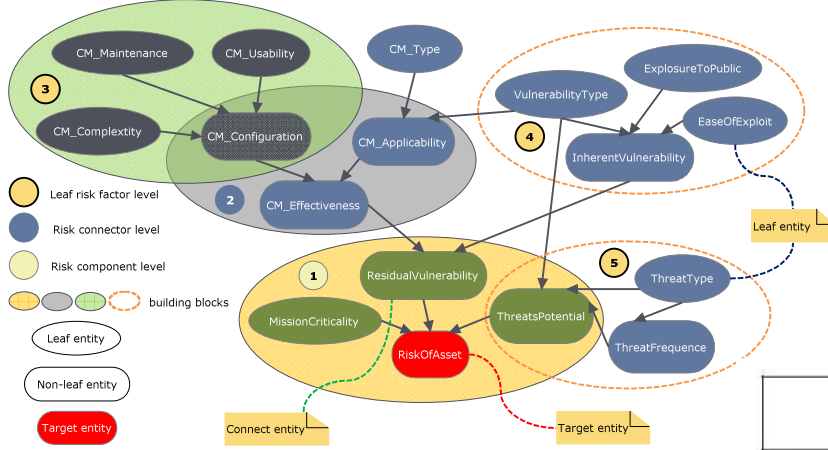 CM_Maintenance
CM_Usability
CM_Type
3
CM_Complextity
CM_Configuration
CM_Applicability
2
CM_Effectiveness
VulnerabilityType
ExplosureToPublic
EaseOfExploit
4
InherentVulnerability
Leaf entity
Leaf risk factor level
Risk connector level
Risk component level
building blocks
Leaf entity
Non-leaf entity
Target entity
1
ResidualVulnerability
MissionCriticality
ThreatsPotential
RiskOfAsset
5
ThreatType
ThreatFrequence
Connect entity
Target entity